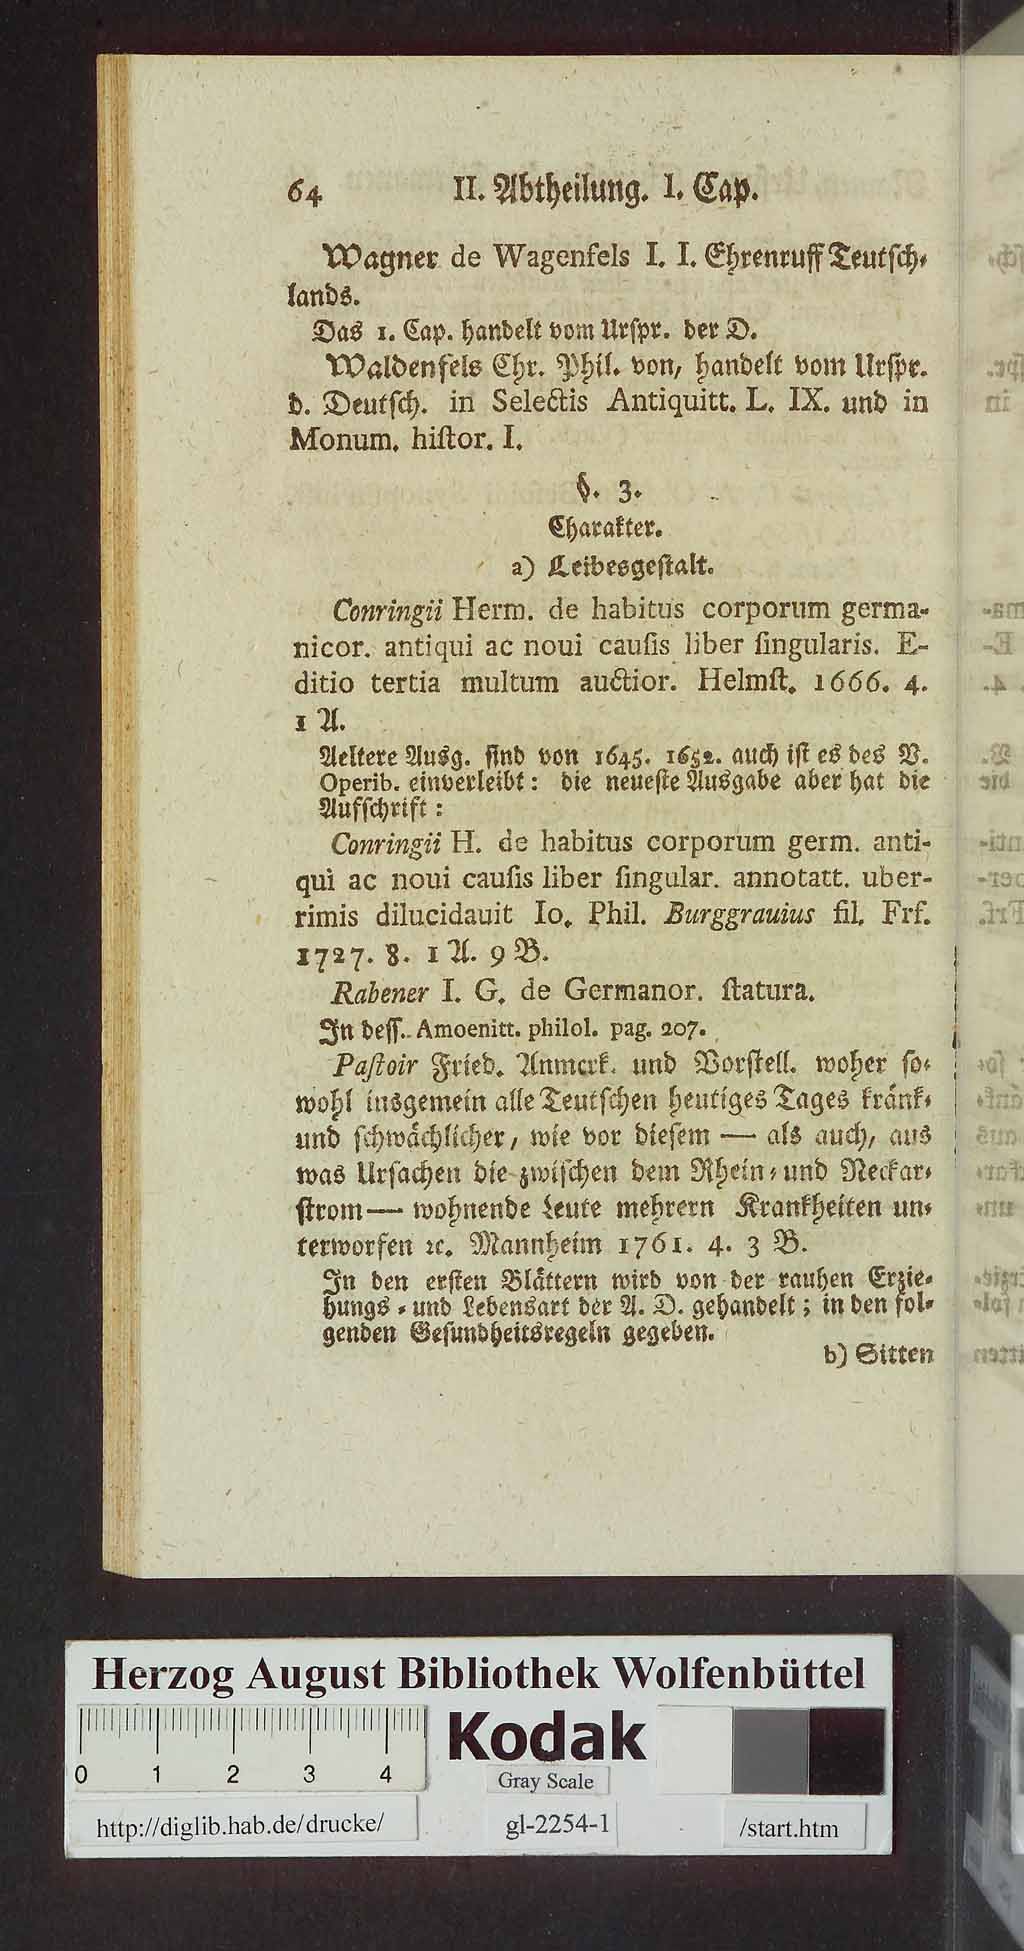 64 II. Abtheilung. I. Cap.
Wagner de Wagenfels I. I. Ehrenruff Teutsch⸗
lands.
Das 1. Cap. handelt vom Urspr. der D.
Waldenfels Chr. Phil. von, handelt vom Urspr.
d. Deutsch. in Selectis Antiquitt. L. IX. und in
Monum. histor. I.
§. 3.
Charakter.
a) Leibesgestalt.
Conringii Herm. de habitus corporum germa-
nicor. antiqui ac noui causis liber singularis. E-
ditio tertia multum auctior. Helmst. 1666. 4.
1 A.
Aeltere Ausg. sind von 1645. 1652. auch ist es des V.
Operib. einverleibt: die neueste Ausgabe aber hat die
Aufschrift:
Conringii H. de habitus corporum germ. anti-
qui ac noui causis liber singular. annotatt. uber-
rimis dilucidauit Io. Phil. Burggrauius fil. Frf.
1727. 8. 1 A. 9 B.
Rabener I. G. de Germanor. statura.
In dess. Amoenitt. philol. pag. 207.
Pastoir Fried. Anmerk. und Vorstell. woher so⸗
wohl insgemein alle Teutschen heutiges Tages kränk⸗
und schwächlicher, wie vor diesem — als auch, aus
was Ursachen die zwischen dem Rhein⸗ und Neckar⸗
strom — wohnende Leute mehrern Krankheiten un⸗
terworfen ꝛc. Mannheim 1761. 4. 3 B.
In den ersten Blättern wird von der rauhen Erzie⸗
hungs⸗ und Lebensart der A. D. gehandelt; in den fol⸗
genden Gesundheitsregeln gegeben.
b) Sitten
Herzog August Bibliothek Wolfenbüttel
Kodak
0 1 2 3 4
Gray Scale
http://diglib.hab.de/drucke/ gl-2254-1 /start.htm